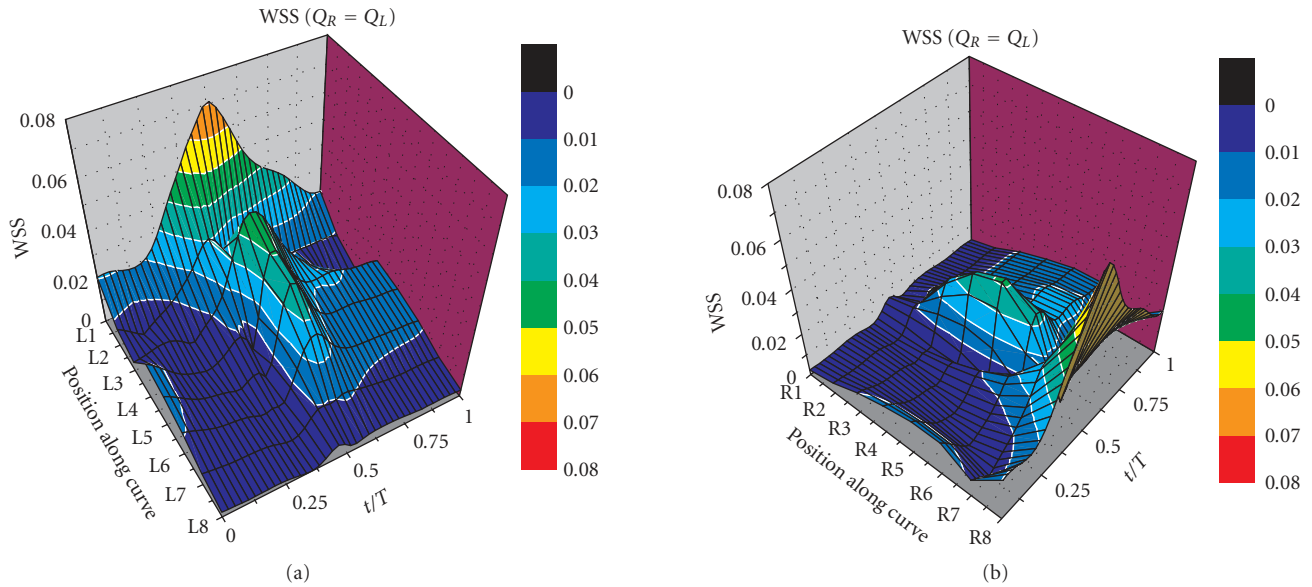 WSS (Q_R = Q_L)
0.08
0.06
0.04
0.02
0
WSS
L1
L2
L3
L4
L5
L6
L7
L8
Position along curve
0
0.25
0.5
0.75
1
t/T
0
0.01
0.02
0.03
0.04
0.05
0.06
0.07
0.08
(a)
WSS (Q_R = Q_L)
0.08
0.06
0.04
0.02
0
WSS
R1
R2
R3
R4
R5
R6
R7
R8
Position along curve
0.25
0.5
0.75
1
t/T
0
0.01
0.02
0.03
0.04
0.05
0.06
0.07
0.08
(b)